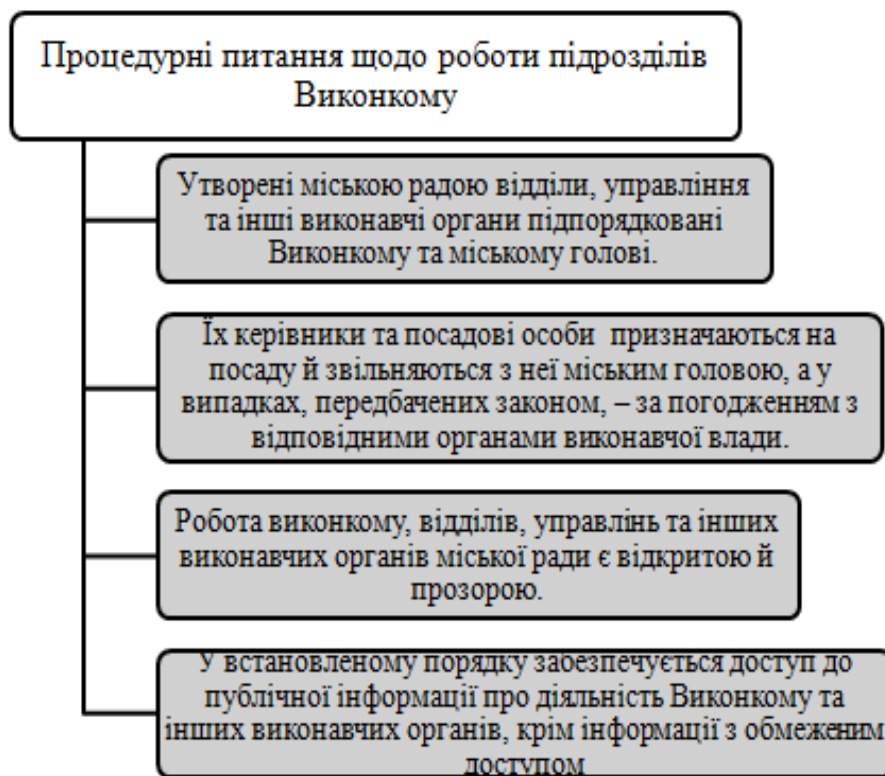 Процедурні питання щодо роботи підрозділів
Виконкому
Утворені міською радою відділи, управління
та інші виконавчі органи підпорядковані
Виконкому та міському голові.
Їх керівники та посадові особи призначаються на
посаду й звільняються з неї міським головою, а у
випадках, передбачених законом, – за погодженням з
відповідними органами виконавчої влади.
Робота виконкому, відділів, управлінь та інших
виконавчих органів міської ради є відкритою й
прозорою.
У встановленому порядку забезпечується доступ до
публічної інформації про діяльність Виконкому та
інших виконавчих органів, крім інформації з обмеженим
доступом